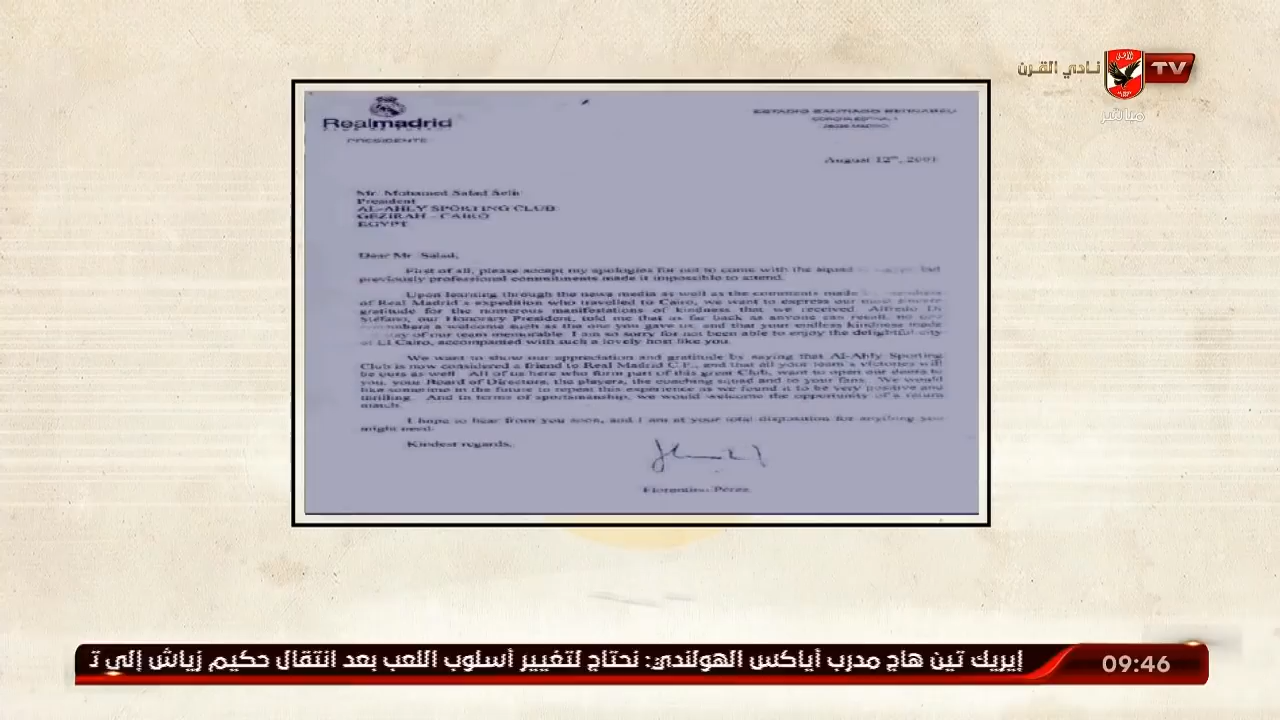 نادي القرن
TV
مباشر
Realmadrid
PRESIDENTE
ESTADIO SANTIAGO BERNABEU
August 12th, 2001
Mr. Mohamed Salad Selir
President
AL-AHLY SPORTING CLUB
GEZIRAH - CAIRO
EGYPT
Dear Mr. Salad,
First of all, please accept my apologies for not to come with the squad but
previously professional commitments made it impossible to attend.
Upon learning through the news media as well as the comments made
of Real Madrid's expedition who travelled to Cairo, we want to express our most sincere
gratitude for the numerous manifestations of kindness that we received. Alfredo Di
Stefano, our Honorary President, told me that as far back as anyone can recall, no one
remembers a welcome such as the one you gave us, and that your endless kindness made
of our team memorable. I am so sorry for not been able to enjoy the delightful city
of El Cairo, accompanied with such a lovely host like you.
We want to show our appreciation and gratitude by saying that Al-Ahly Sporting
Club is now considered a friend to Real Madrid C.F., and that all your team's victories will
be ours as well. All of us here who form part of this great Club, want to open our doors to
you, your Board of Directors, the players, the coaching squad and to your fans. We would
like some time in the future to repeat this experience as we found it to be very positive and
thrilling. And in terms of sportsmanship, we would welcome the opportunity of a return
match.
I hope to hear from you soon, and I am at your total disposition for anything you
might need.
Kindest regards,
Florentino Pérez
إيريك تين هاج مدرب أياكس الهولندي: نحتاج لتغيير أسلوب اللعب بعد انتقال حكيم زياش إلى ت
09:46